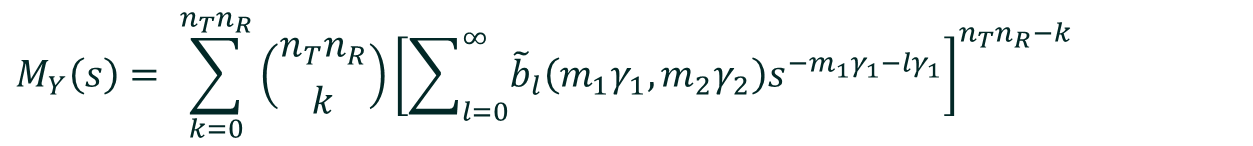 $M_Y(s) = \sum_{k=0}^{n_T n_R} \binom{n_T n_R}{k} \left[ \sum_{l=0}^{\infty} \tilde{b}_l(m_1\gamma_1, m_2\gamma_2) s^{-m_1\gamma_1 - l\gamma_1} \right]^{n_T n_R - k}$